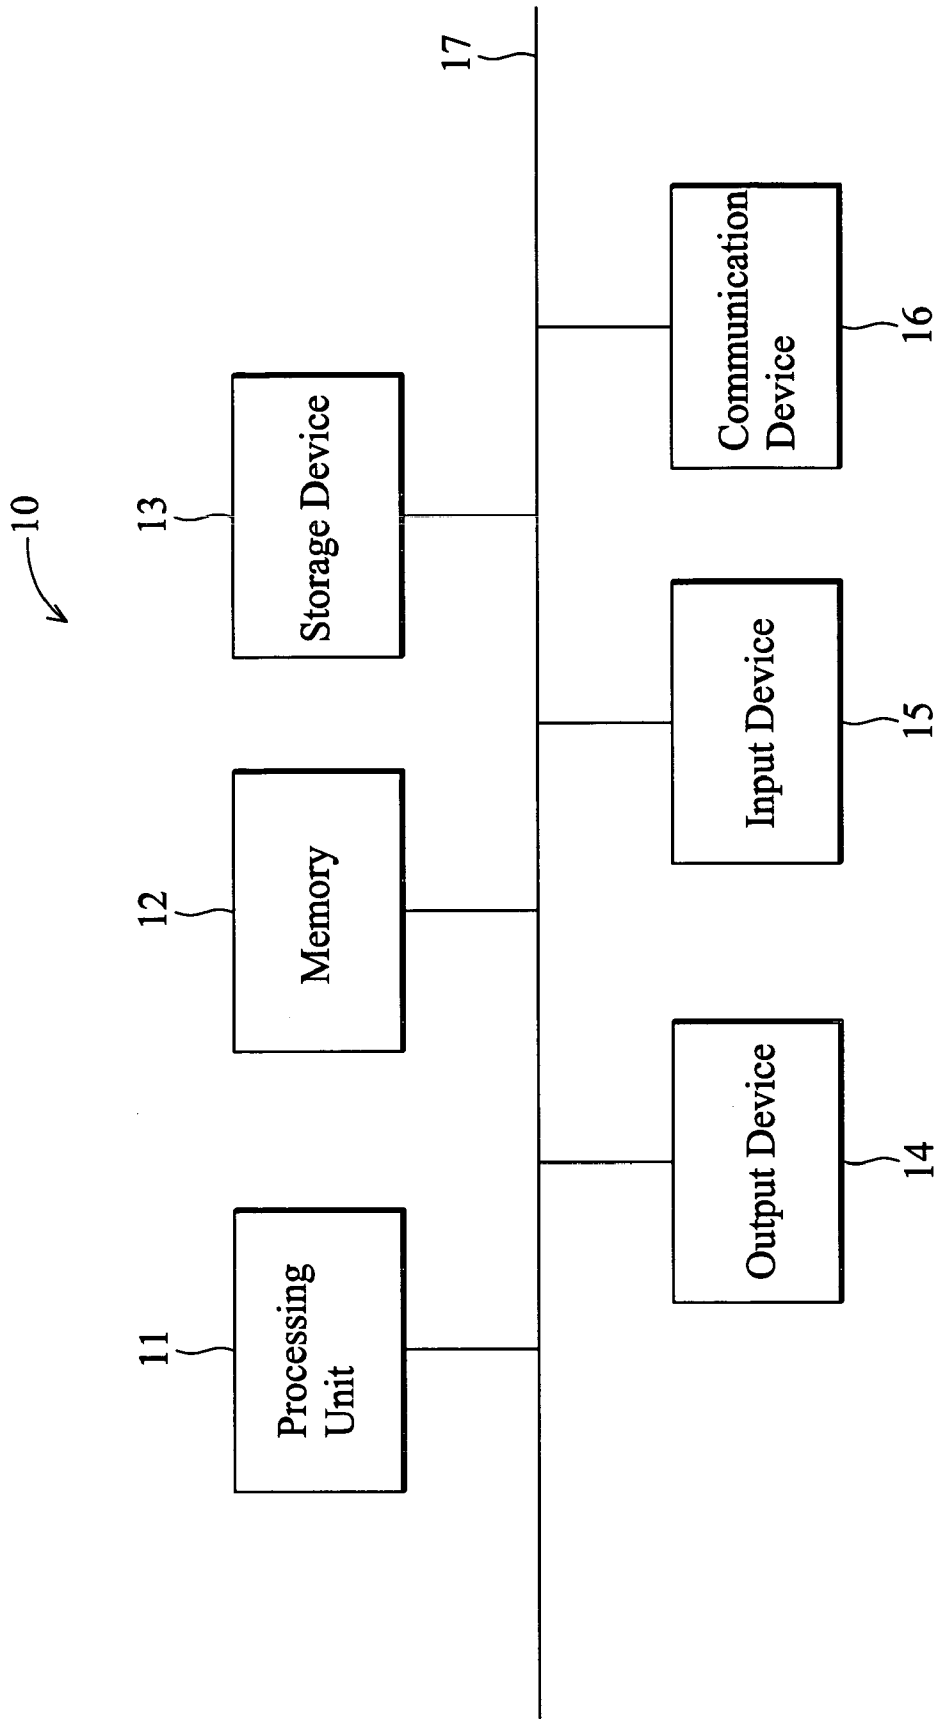 10
11
Processing
Unit
12
Memory
13
Storage Device
17
Output Device
14
Input Device
15
Communication
Device
16